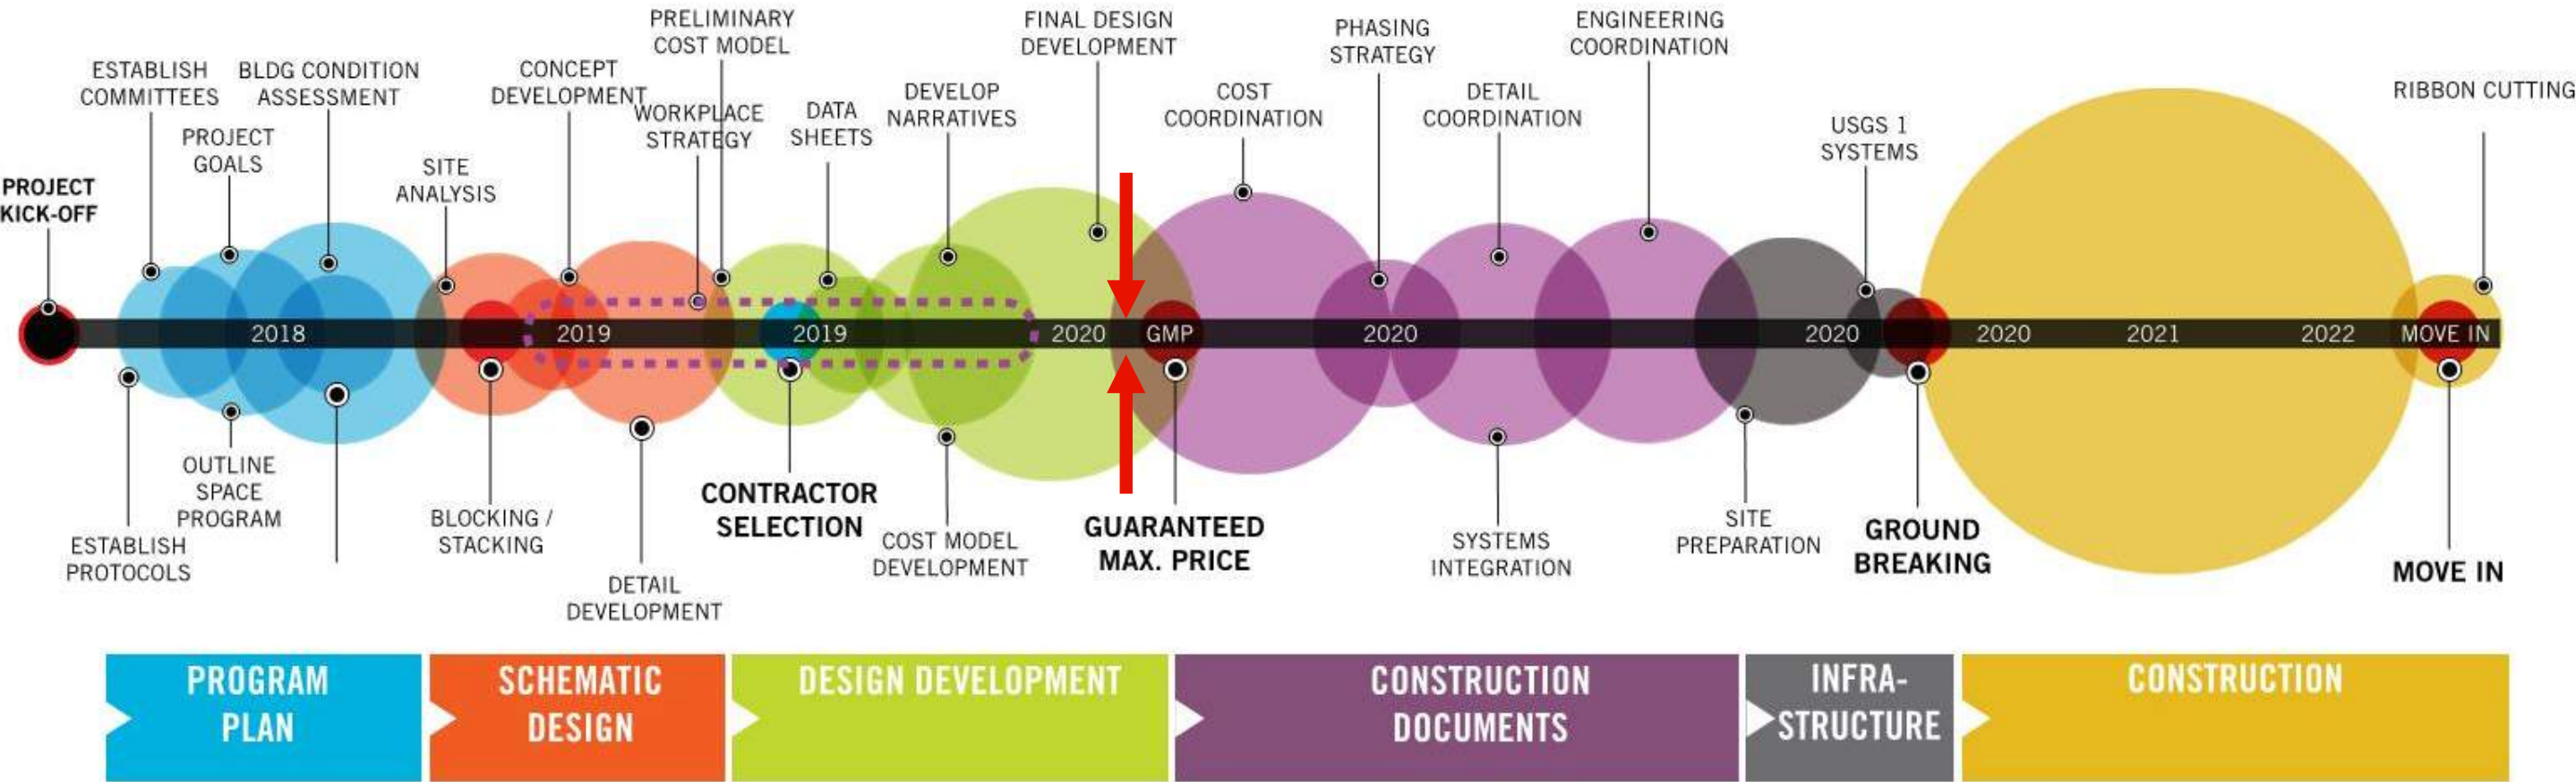 PROJECT
KICK-OFF
ESTABLISH
COMMITTEES
PROJECT
GOALS
BLDG CONDITION
ASSESSMENT
SITE
ANALYSIS
CONCEPT
DEVELOPMENT
PRELIMINARY
COST MODEL
WORKPLACE
STRATEGY
DATA
SHEETS
DEVELOP
NARRATIVES
FINAL DESIGN
DEVELOPMENT
COST
COORDINATION
PHASING
STRATEGY
DETAIL
COORDINATION
ENGINEERING
COORDINATION
USGS 1
SYSTEMS
RIBBON CUTTING
2018
2019
2019
2020
GMP
2020
2020
2020
2021
2022
MOVE IN
ESTABLISH
PROTOCOLS
OUTLINE
SPACE
PROGRAM
BLOCKING /
STACKING
DETAIL
DEVELOPMENT
CONTRACTOR
SELECTION
COST MODEL
DEVELOPMENT
GUARANTEED
MAX. PRICE
SYSTEMS
INTEGRATION
SITE
PREPARATION
GROUND
BREAKING
MOVE IN
PROGRAM
PLAN
SCHEMATIC
DESIGN
DESIGN DEVELOPMENT
CONSTRUCTION
DOCUMENTS
INFRA-
STRUCTURE
CONSTRUCTION